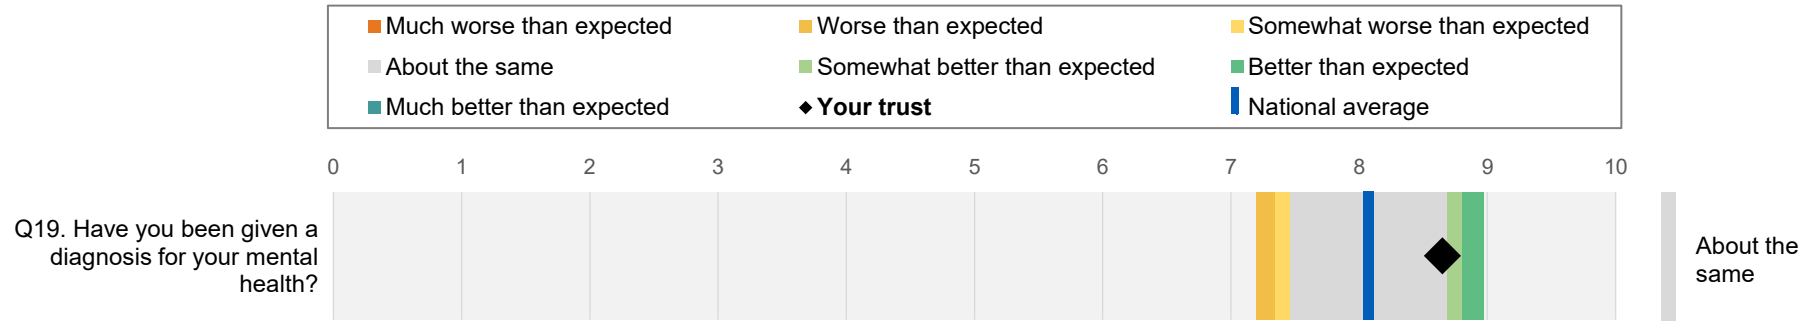 Much worse than expected
Worse than expected
Somewhat worse than expected
About the same
Somewhat better than expected
Better than expected
Much better than expected
Your trust
National average
0 1 2 3 4 5 6 7 8 9 10
Q19. Have you been given a
diagnosis for your mental
health?
About the
same